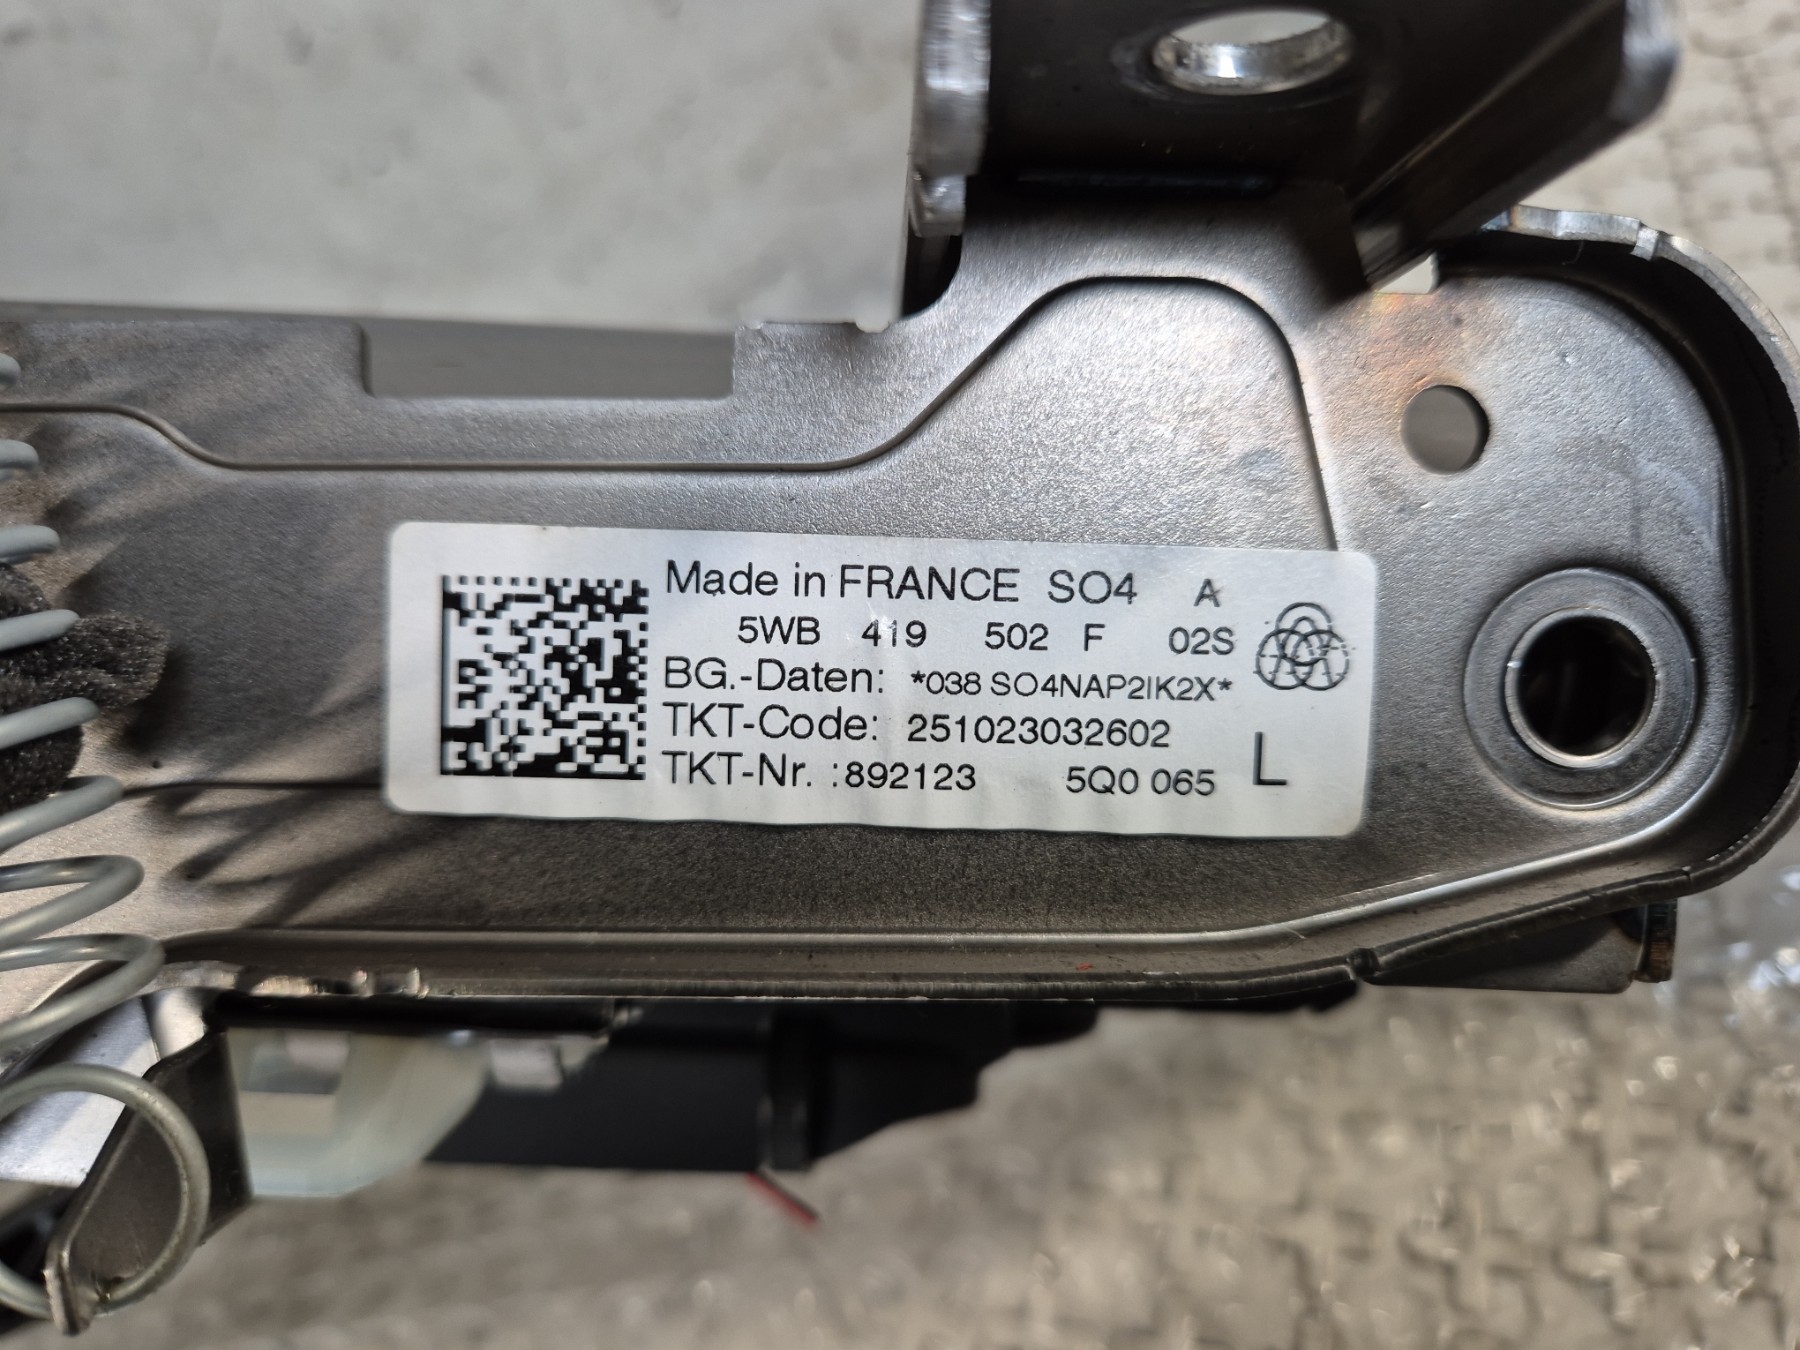 Made in FRANCE SO4 A
5WB 419 502 F 02S
BG.-Daten: *038 SO4NAP2IK2X*
TKT-Code: 251023032602
TKT-Nr. :892123 5Q0 065 L